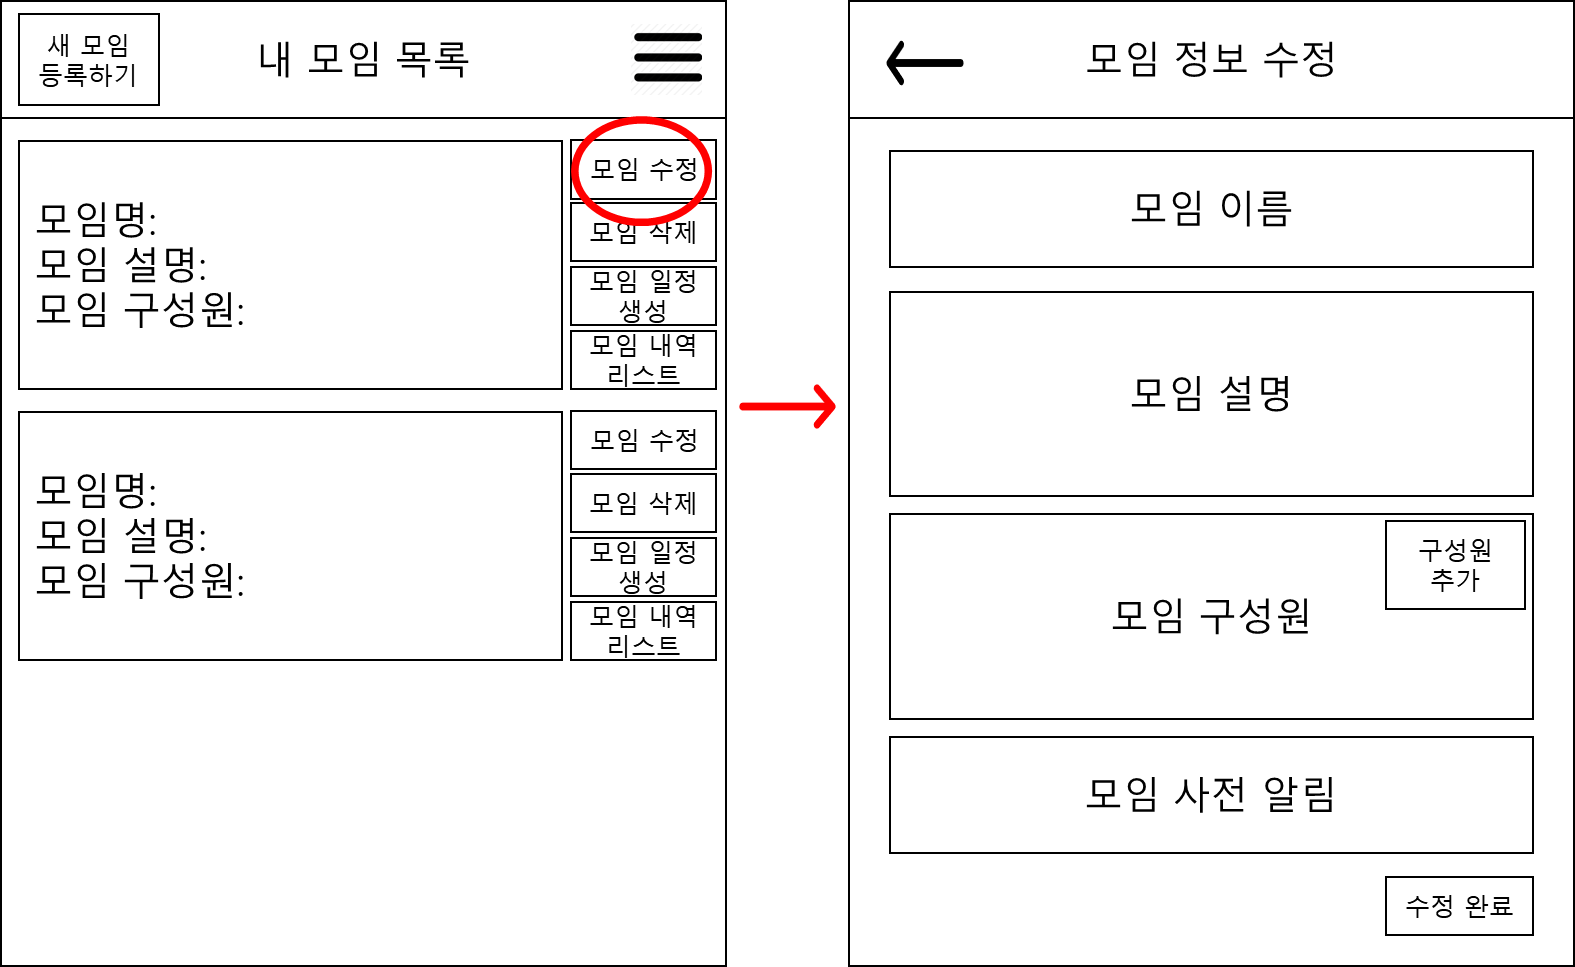 새 모임
등록하기
내 모임 목록
모임명:
모임 설명:
모임 구성원:
모임 수정
모임 삭제
모임 일정
생성
모임 내역
리스트
모임명:
모임 설명:
모임 구성원:
모임 수정
모임 삭제
모임 일정
생성
모임 내역
리스트
모임 정보 수정
모임 이름
모임 설명
구성원
추가
모임 구성원
모임 사전 알림
수정 완료